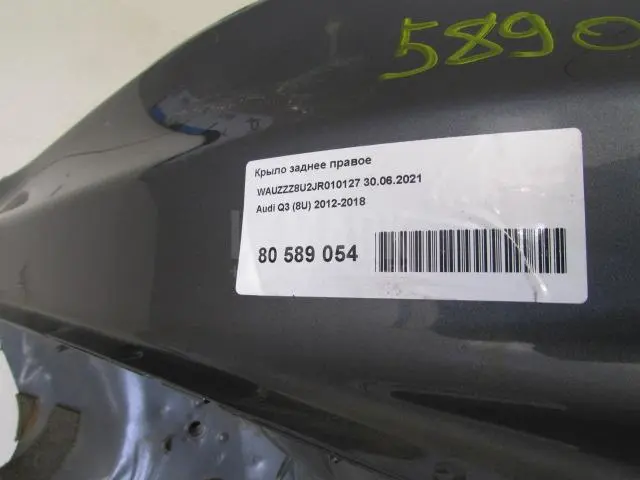 5890
Крыло заднее правое
WAUZZZ8U2JR010127 30.06.2021
Audi Q3 (8U) 2012-2018
80 589 054